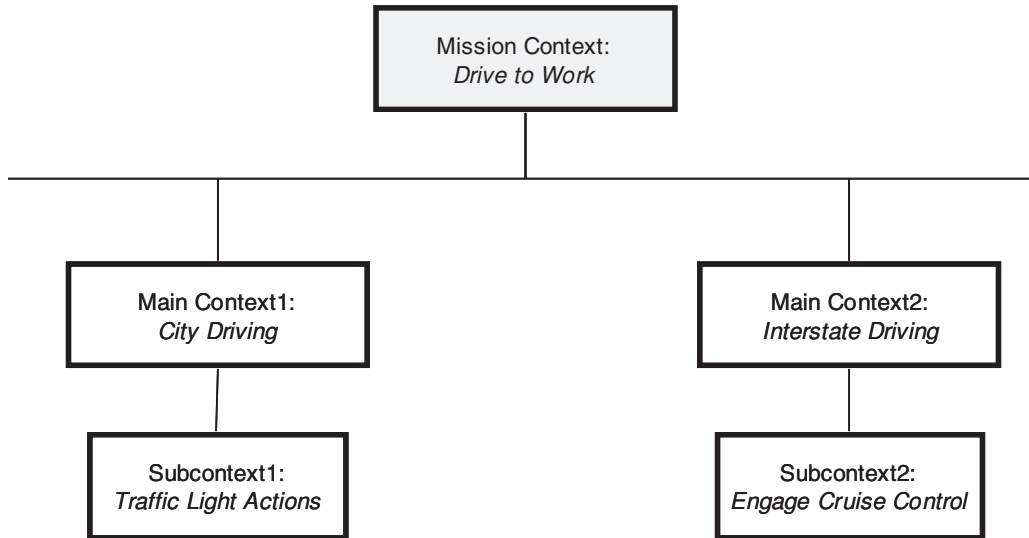 Mission Context:
Drive to Work
Main Context1:
City Driving
Main Context2:
Interstate Driving
Subcontext1:
Traffic Light Actions
Subcontext2:
Engage Cruise Control